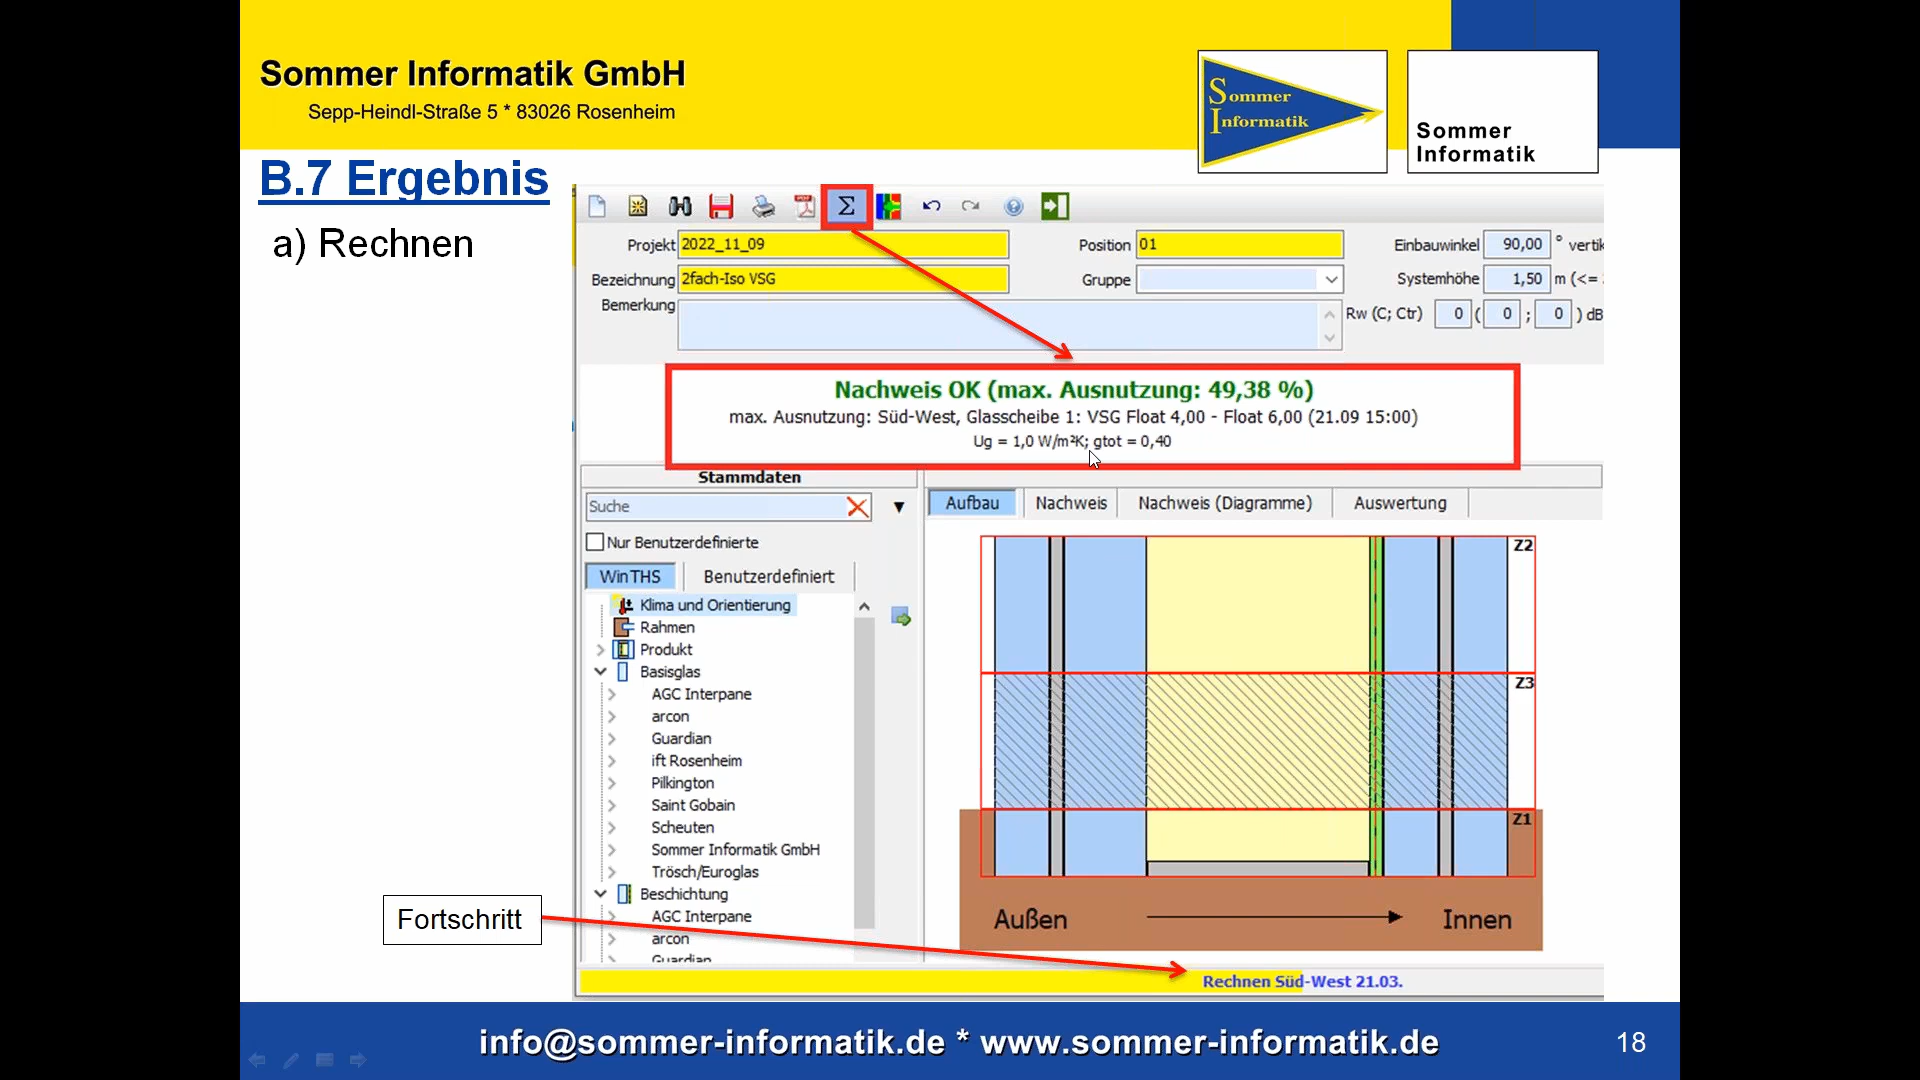 Sommer Informatik GmbH
Sepp-Heindl-Straße 5 * 83026 Rosenheim
Sommer
Informatik
Sommer
Informatik
B.7 Ergebnis
a) Rechnen
Σ
Projekt 2022_11_09 Position 01 Einbauwinkel 90,00 ° vertik
Bezeichnung 2fach-Iso VSG Gruppe Systemhöhe 1,50 m (<=
Bemerkung Rw (C; Ctr) 0 ( 0 ; 0 ) dB
Nachweis OK (max. Ausnutzung: 49,38 %)
max. Ausnutzung: Süd-West, Glasscheibe 1: VSG Float 4,00 - Float 6,00 (21.09 15:00)
Ug = 1,0 W/m²K; gtot = 0,40
Stammdaten
Suche
Nur Benutzerdefinierte
WinTHS Benutzerdefiniert
Klima und Orientierung
Rahmen
Produkt
Basisglas
AGC Interpane
arcon
Guardian
ift Rosenheim
Pilkington
Saint Gobain
Scheuten
Sommer Informatik GmbH
Trösch/Euroglas
Beschichtung
AGC Interpane
arcon
Guardian
Aufbau Nachweis Nachweis (Diagramme) Auswertung
Z2
Z3
Z1
Außen Innen
Fortschritt
Rechnen Süd-West 21.03.
info@sommer-informatik.de * www.sommer-informatik.de
18